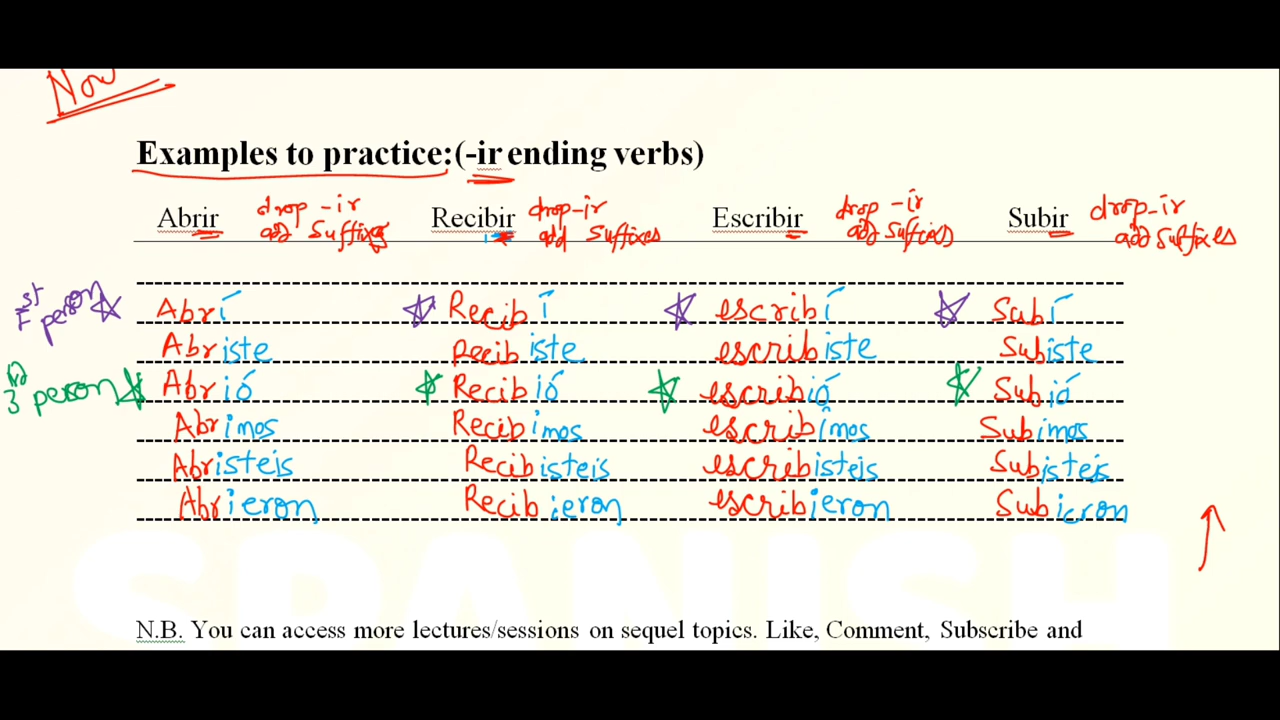 Now
Examples to practice:(-ir ending verbs)
Abrir drop -ir Recibir drop-ir Escribir drop -ir Subir drop-ir
add suffixes add suffixes add suffixes add suffixes
1st person Abrí Recibí escribí Subí
Abriste Recibiste escribiste Subiste
3rd person Abrió Recibió escribió Subió
Abrimos Recibimos escribimos Subimos
Abristeis Recibisteis escribisteis Subisteis
Abrieron Recibieron escribieron Subieron
SPANISH
N.B. You can access more lectures/sessions on sequel topics. Like, Comment, Subscribe and